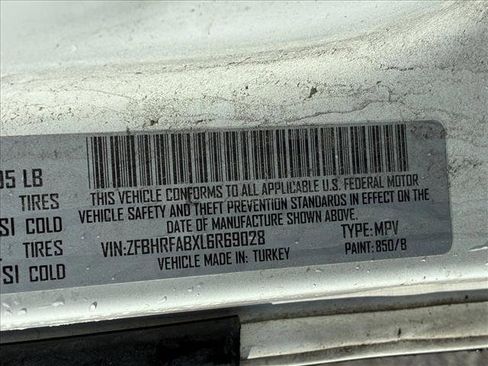 05 LB
TIRES
SI COLD
TIRES
SI COLD
THIS VEHICLE CONFORMS TO ALL APPLICABLE U.S. FEDERAL MOTOR
VEHICLE SAFETY AND THEFT PREVENTION STANDARDS IN EFFECT ON THE
DATE OF MANUFACTURE SHOWN ABOVE.
VIN:ZFBHRFABXL6R69028 TYPE:MPV
VEHICLE MADE IN: TURKEY PAINT:850/B